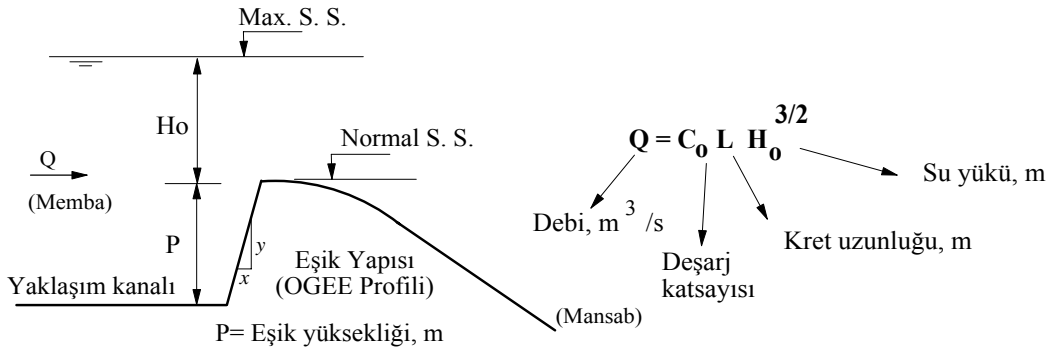 Max. S. S.
Ho
Normal S. S.
Q
(Memba)
P
y
x
Eşik Yapısı
(OGEE Profili)
Yaklaşım kanalı
(Mansab)
P= Eşik yüksekliği, m
Q = C₀ L H₀ 3/2
Su yükü, m
Debi, m³ /s
Kret uzunluğu, m
Deşarj
katsayısı